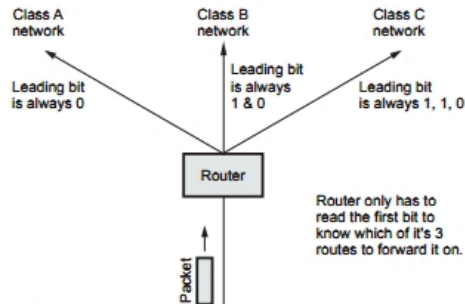 Class A
network
Class B
network
Class C
network
Leading bit
is always 0
Leading bit
is always
1 & 0
Leading bit
is always 1, 1, 0
Router
Router only has to
read the first bit to
know which of it's 3
routes to forward it on.
Packet